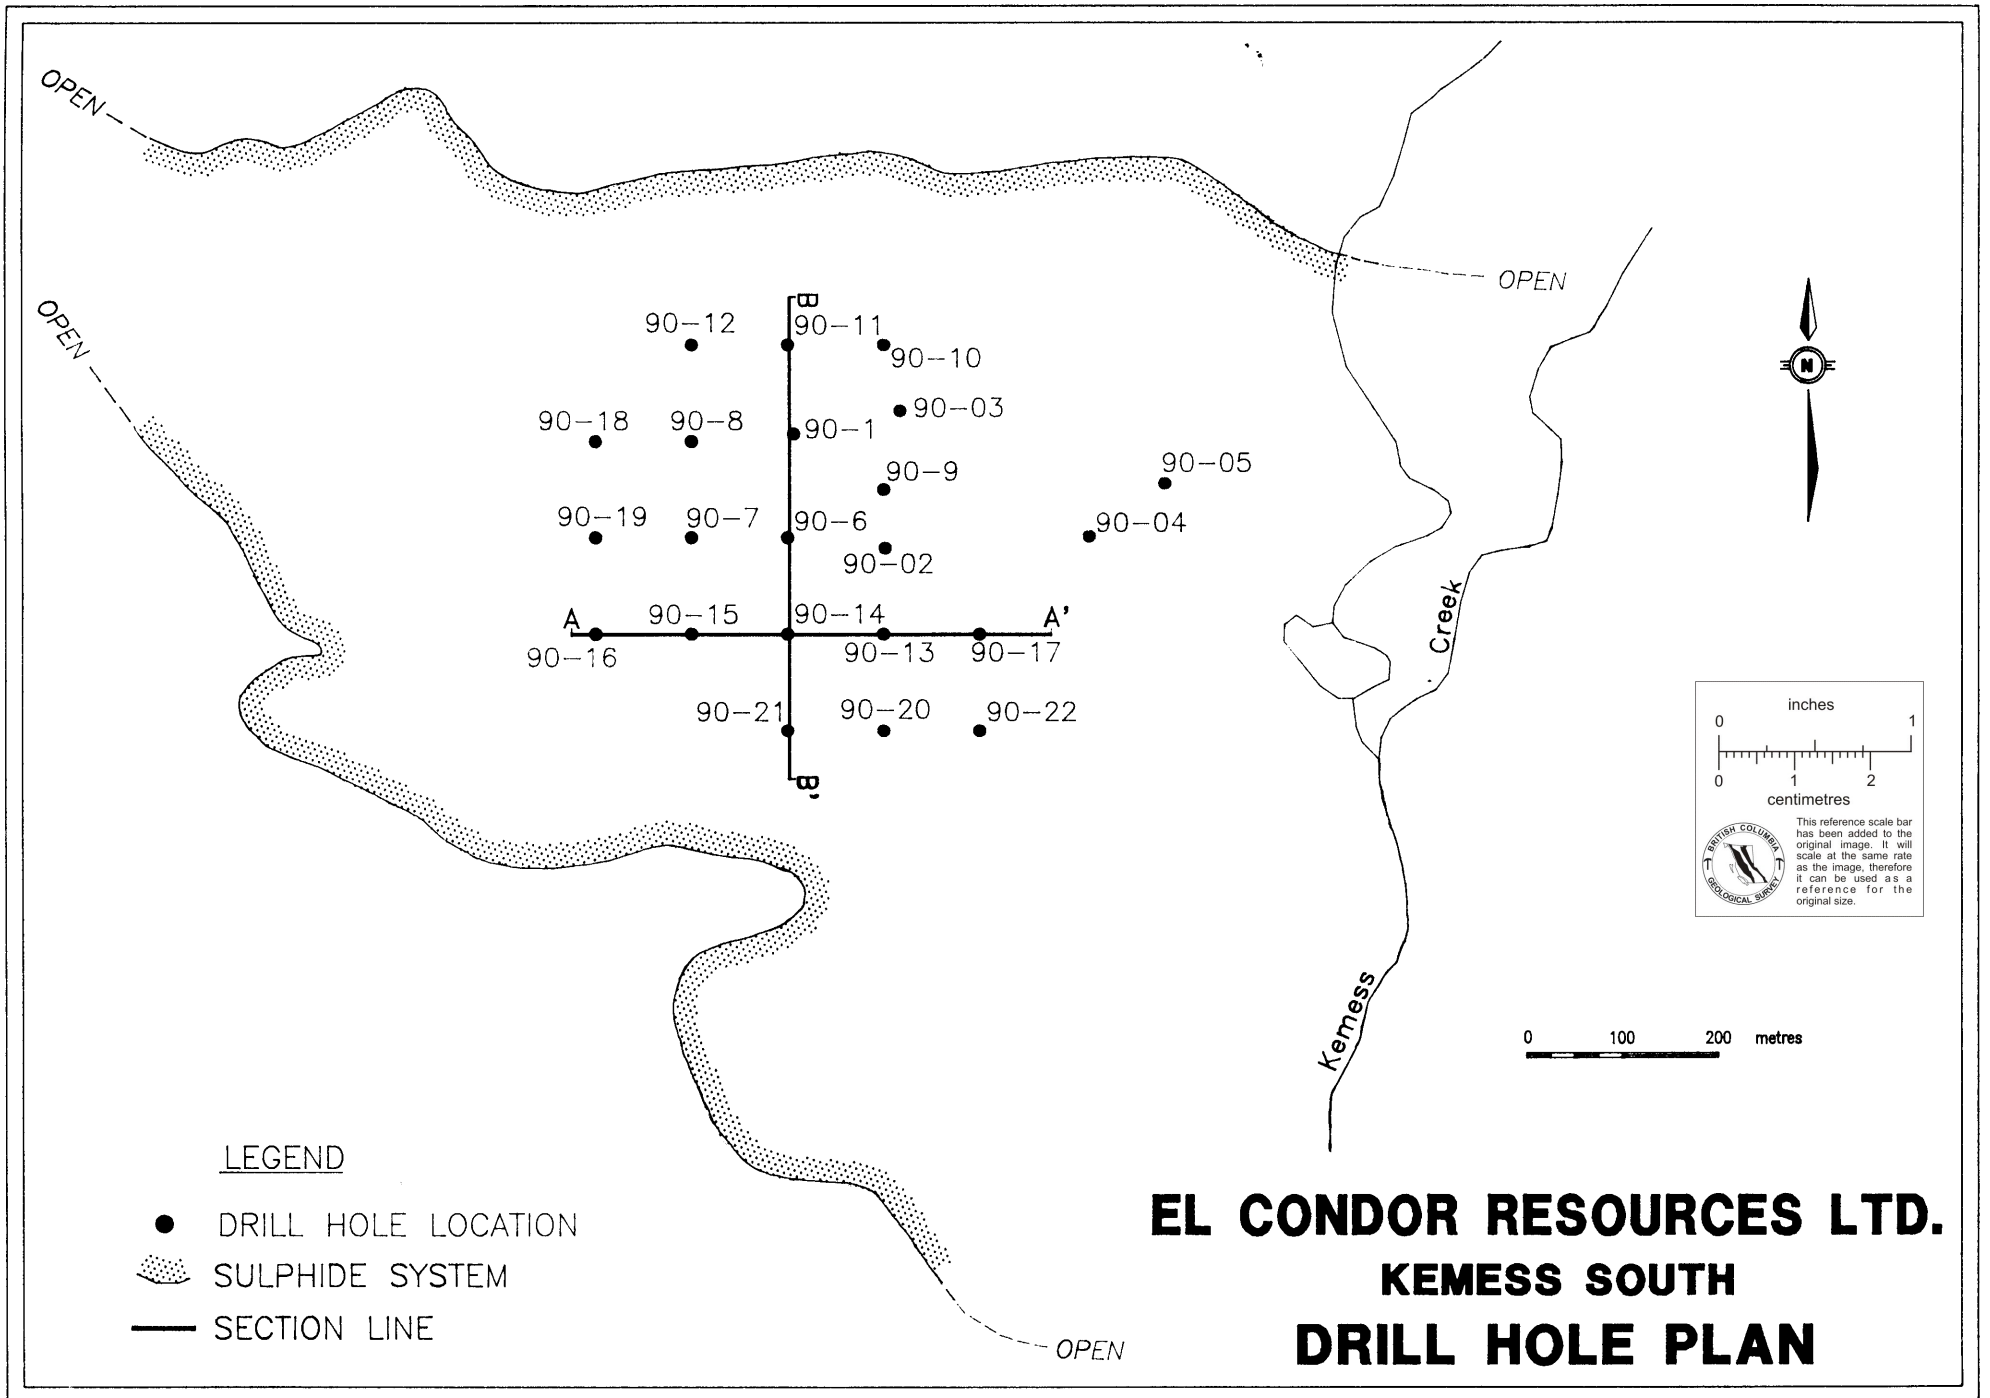 OPEN
OPEN
OPEN
B
90-12
90-11
90-10
90-03
90-18
90-8
90-1
90-9
90-05
90-19
90-7
90-6
90-04
90-02
A
90-15
90-14
A'
90-16
90-13
90-17
90-21
90-20
90-22
B'
N
Kemess Creek
inches
0 1
0 1 2
centimetres
BRITISH COLUMBIA
GEOLOGICAL SURVEY
This reference scale bar
has been added to the
original image. It will
scale at the same rate
as the image, therefore
it can be used as a
reference for the
original size.
0 100 200 metres
LEGEND
DRILL HOLE LOCATION
SULPHIDE SYSTEM
SECTION LINE
OPEN
EL CONDOR RESOURCES LTD.
KEMESS SOUTH
DRILL HOLE PLAN